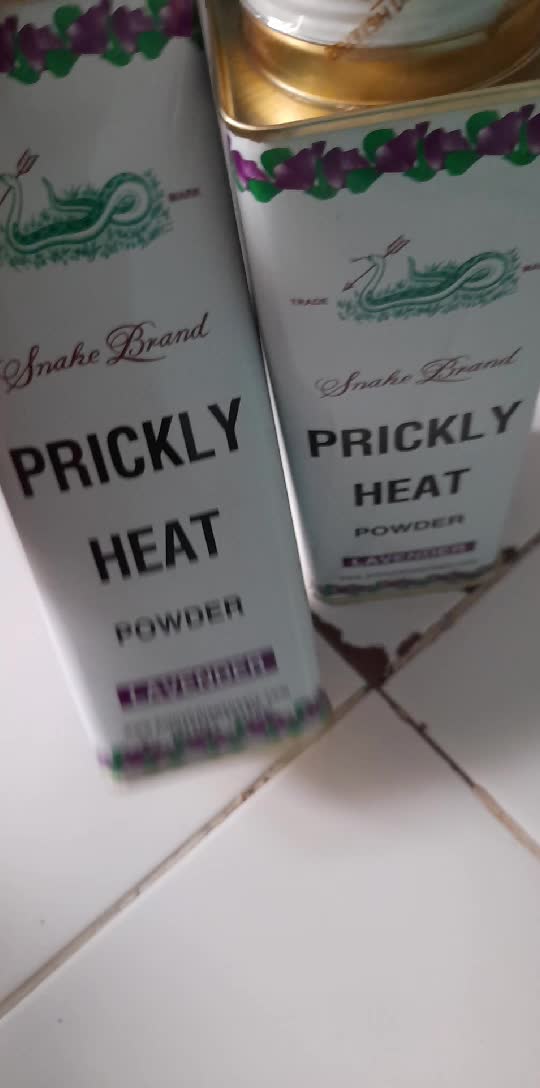 MARK
Snake Brand
PRICKLY
HEAT
POWDER
LAVENDER
TRADE
Snake Brand
PRICKLY
HEAT
POWDER
LAVENDER